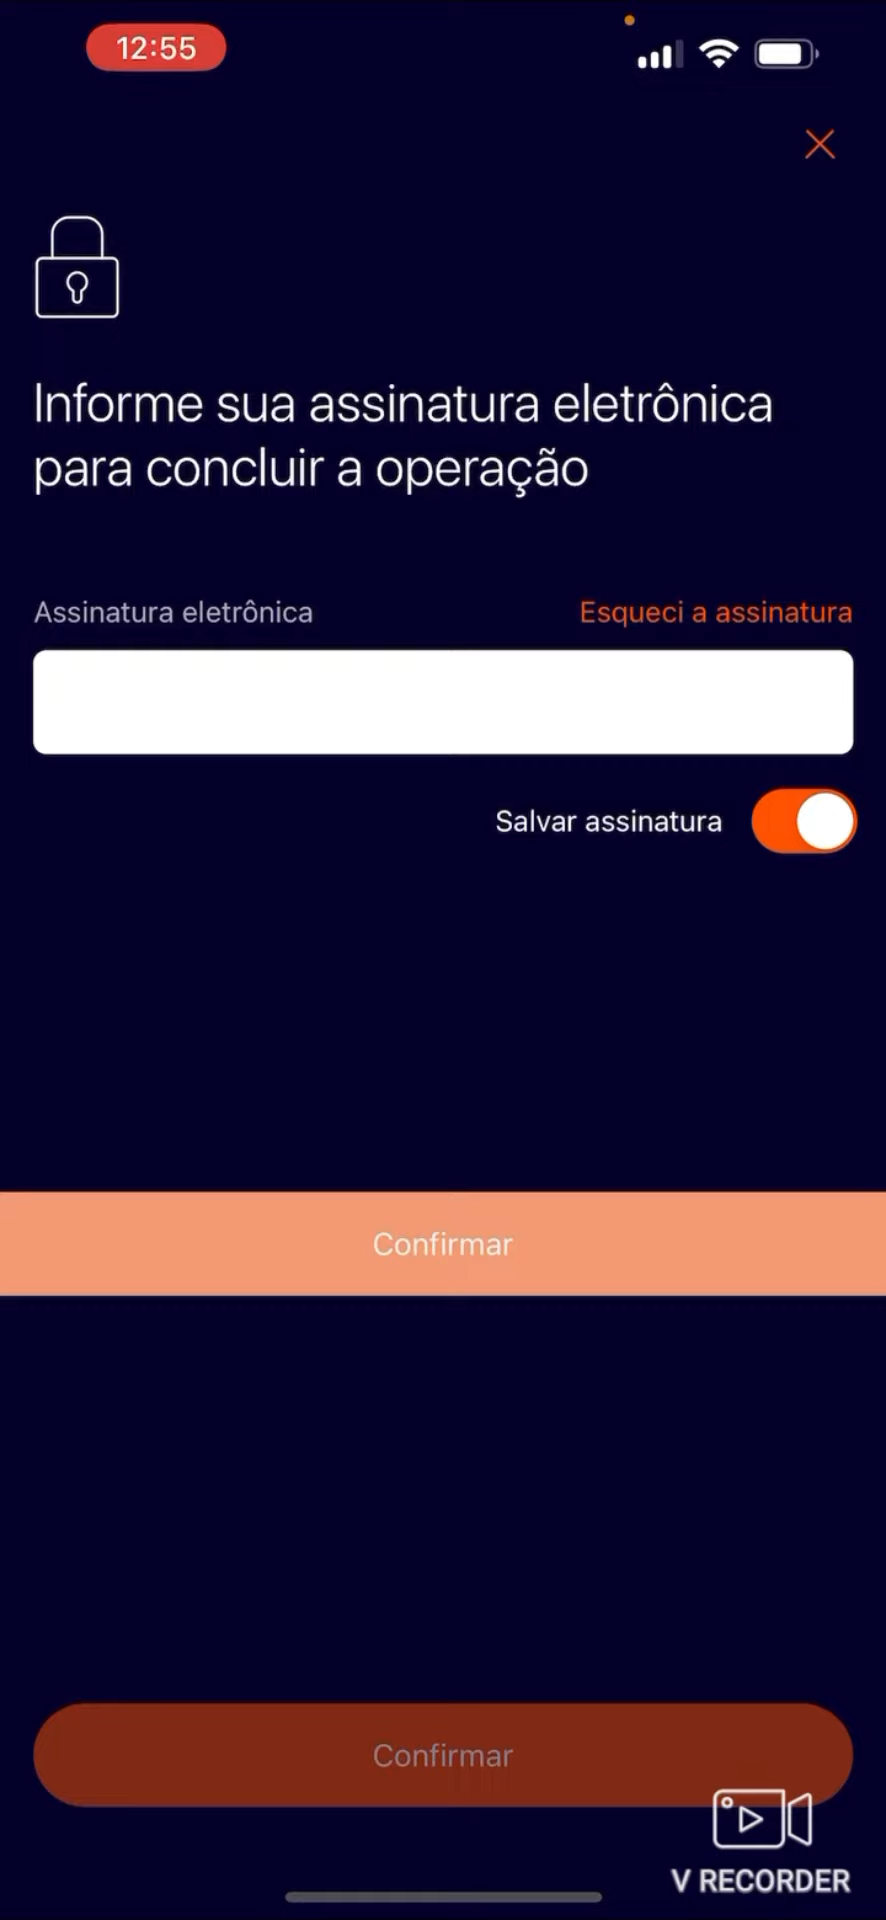 12:55
Informe sua assinatura eletrônica
para concluir a operação
Assinatura eletrônica
Esqueci a assinatura
Salvar assinatura
Confirmar
Confirmar
V RECORDER